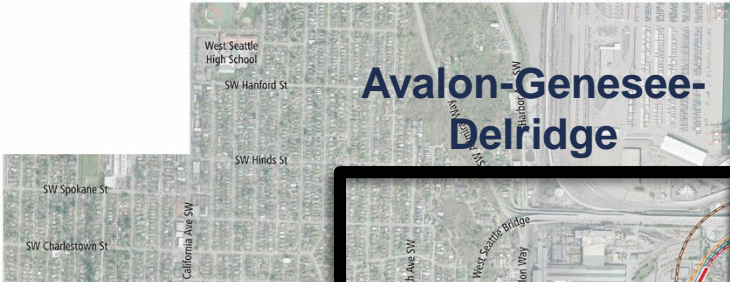 West Seattle
High School
SW Hanford St
Avalon-Genesee-
Delridge
SW Hinds St
SW Spokane St
SW Charlestown St
California Ave SW
West Seattle Bridge